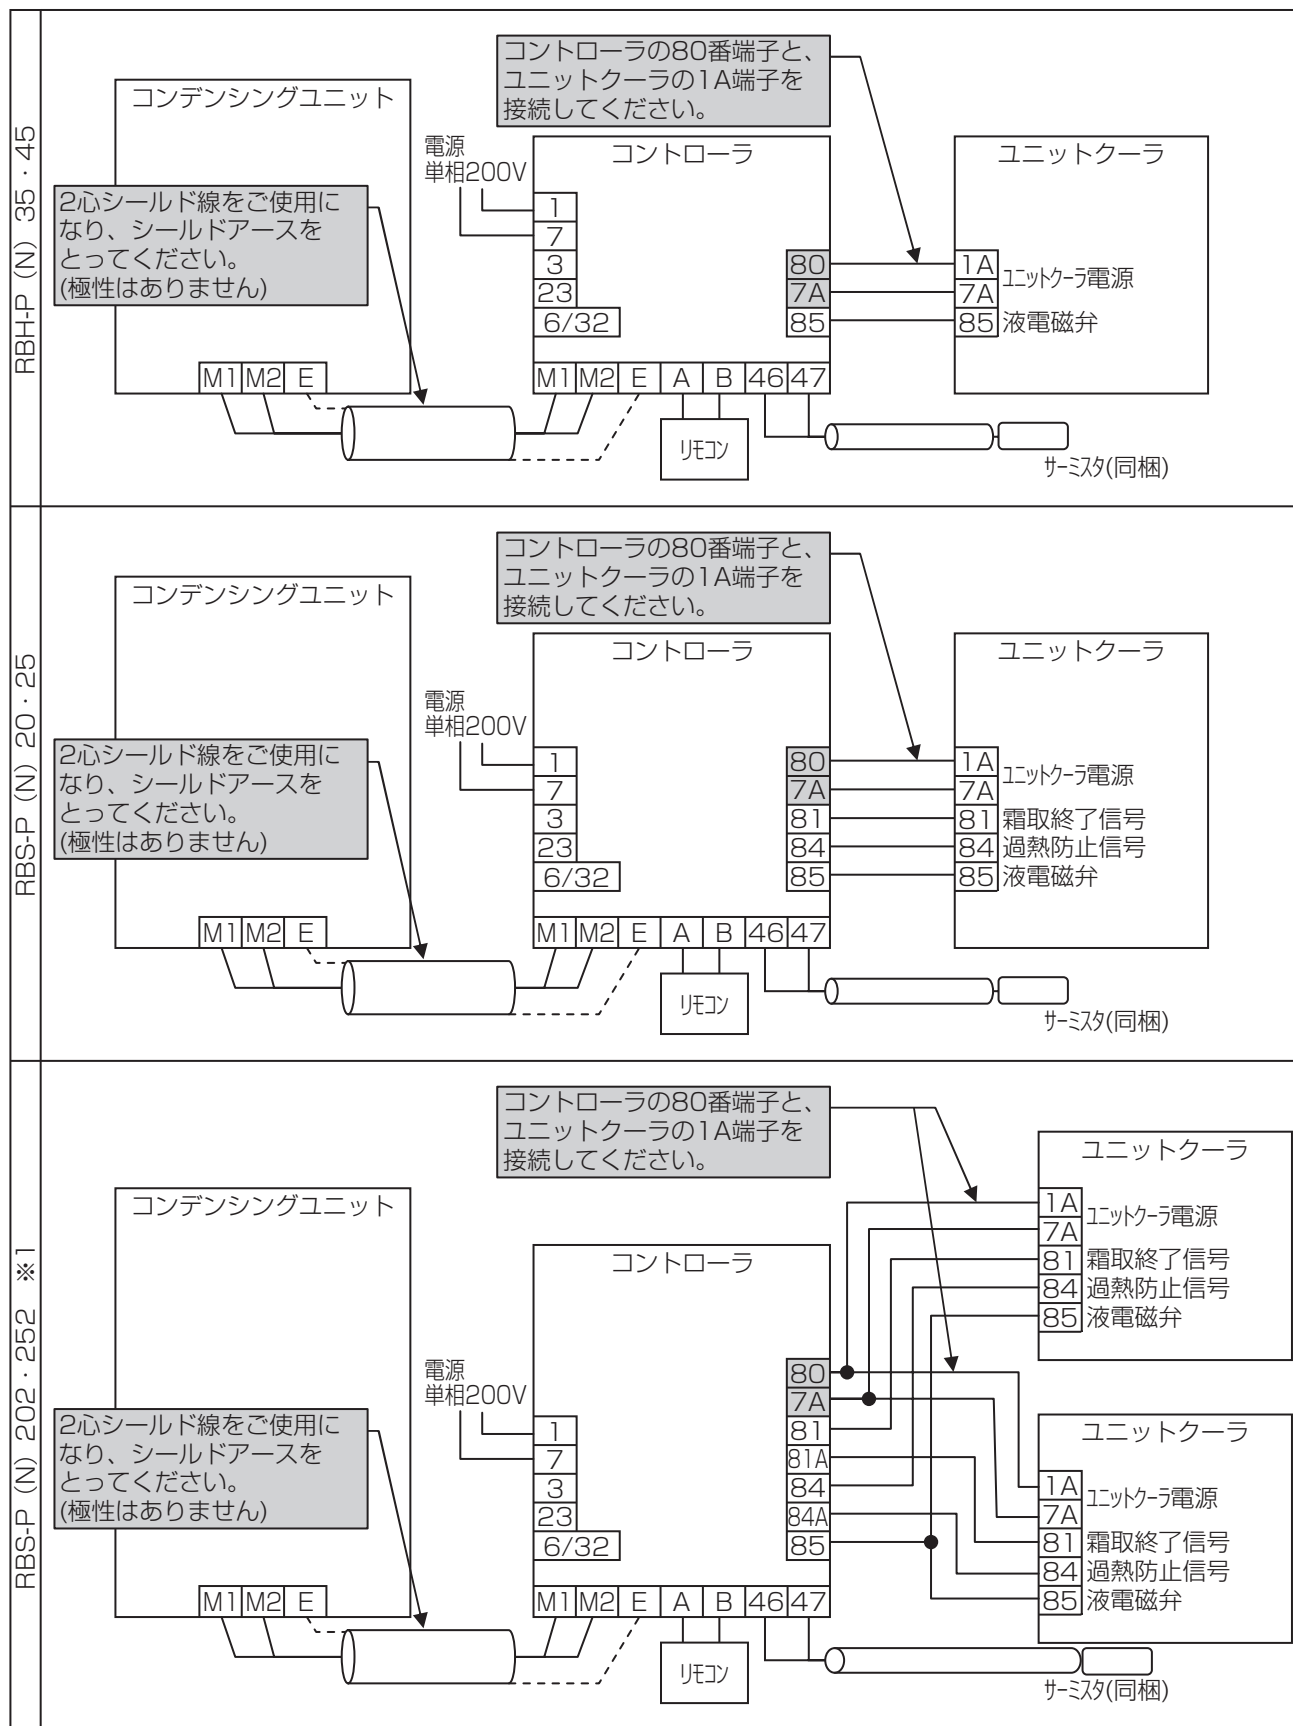 RBH-P（N）35・45
コントローラの80番端子と、
ユニットクーラの1A端子を
接続してください。
コンデンシングユニット
電源
単相200V
コントローラ
ユニットクーラ
2心シールド線をご使用に
なり、シールドアースを
とってください。
(極性はありません)
1
7
3
23
6/32
80
7A
85
1A
7A
85
ユニットクーラ電源
液電磁弁
M1 M2 E
M1 M2 E A B 46 47
リモコン
サーミスタ(同梱)
RBS-P（N）20・25
コントローラの80番端子と、
ユニットクーラの1A端子を
接続してください。
コンデンシングユニット
電源
単相200V
コントローラ
ユニットクーラ
2心シールド線をご使用に
なり、シールドアースを
とってください。
(極性はありません)
1
7
3
23
6/32
80
7A
81
84
85
1A
7A
81
84
85
ユニットクーラ電源
霜取終了信号
過熱防止信号
液電磁弁
M1 M2 E
M1 M2 E A B 46 47
リモコン
サーミスタ(同梱)
RBS-P（N）202・252 ※1
コントローラの80番端子と、
ユニットクーラの1A端子を
接続してください。
コンデンシングユニット
電源
単相200V
コントローラ
2心シールド線をご使用に
なり、シールドアースを
とってください。
(極性はありません)
1
7
3
23
6/32
80
7A
81
81A
84
84A
85
ユニットクーラ
1A
7A
81
84
85
ユニットクーラ電源
霜取終了信号
過熱防止信号
液電磁弁
ユニットクーラ
1A
7A
81
84
85
ユニットクーラ電源
霜取終了信号
過熱防止信号
液電磁弁
M1 M2 E
M1 M2 E A B 46 47
リモコン
サーミスタ(同梱)